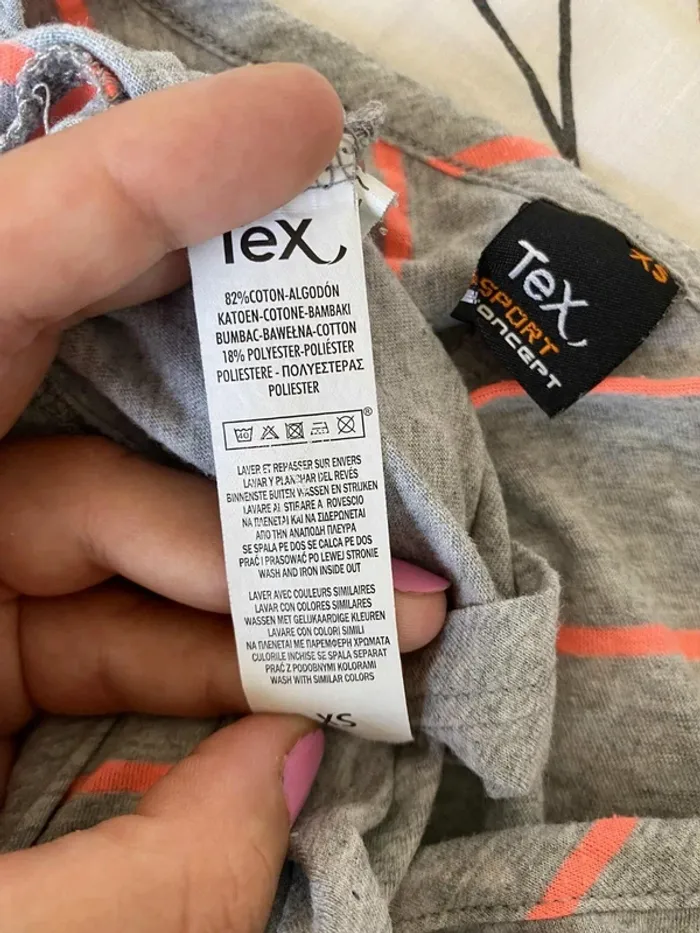 TeX
82%COTON-ALGODÓN
KATOEN-COTONE-BAMBAKI
BUMBAC-BAWEŁNA-COTTON
18% POLYESTER-POLIÉSTER
POLIESTERE - ΠΟΛΥΕΣΤΕΡΑΣ
POLIESTER
40
®
LAVER ET REPASSER SUR ENVERS
LAVAR Y PLANCHAR DEL REVÉS
BINNENSTE BUITEN WASSEN EN STRIJKEN
LAVARE AL STIRARE A ROVESCIO
ΝΑ ΠΛΕΝΕΤΑΙ ΚΑΙ ΝΑ ΣΙΔΕΡΩΝΕΤΑΙ
ΑΠΟ ΤΗΝ ΑΝΑΠΟΔΗ ΠΛΕΥΡΑ
SE SPALA PE DOS SE CALCA PE DOS
PRAĆ I PRASOWAĆ PO LEWEJ STRONIE
WASH AND IRON INSIDE OUT
LAVER AVEC COULEURS SIMILAIRES
LAVAR CON COLORES SIMILARES
WASSEN MET GELIJKAARDIGE KLEUREN
LAVARE CON COLORI SIMILI
ΝΑ ΠΛΕΝΕΤΑΙ ΜΕ ΠΑΡΕΜΦΕΡΗ ΧΡΩΜΑΤΑ
CULORILE INCHISE SE SPALA SEPARAT
PRAĆ Z PODOBNYMI KOLORAMI
WASH WITH SIMILAR COLORS
XS
TeX
XS
SPORT
CONCEPT